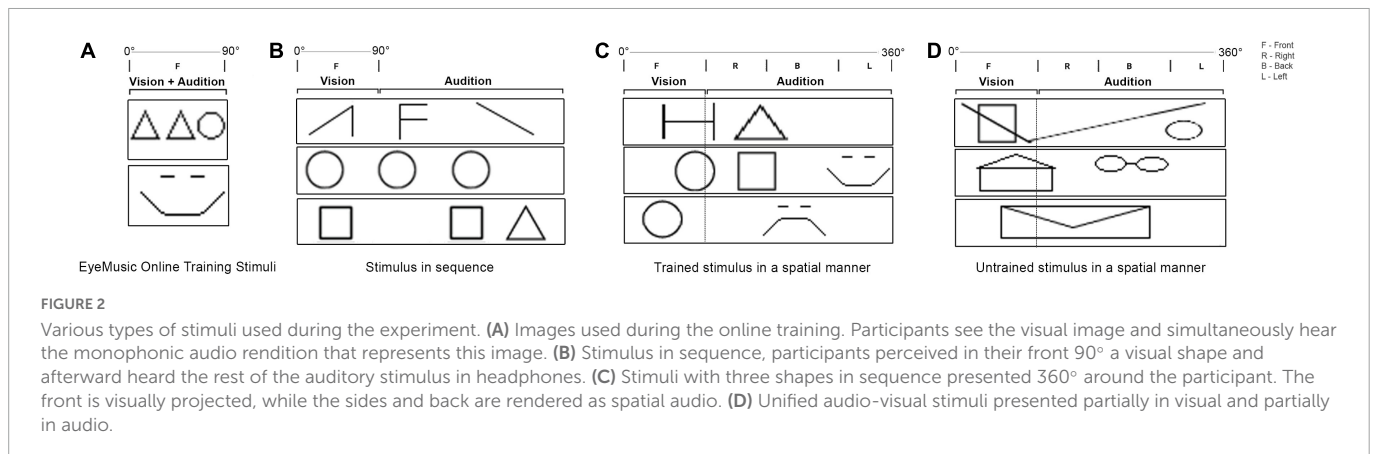 A 0° 90° B 0° 90° C 0° 360° D 0° 360°
F F F R B L F R B L
F - Front
R - Right
B - Back
L - Left
Vision + Audition Vision Audition Vision Audition Vision Audition
EyeMusic Online Training Stimuli Stimulus in sequence Trained stimulus in a spatial manner Untrained stimulus in a spatial manner
FIGURE 2
Various types of stimuli used during the experiment. (A) Images used during the online training. Participants see the visual image and simultaneously hear
the monophonic audio rendition that represents this image. (B) Stimulus in sequence, participants perceived in their front 90° a visual shape and
afterward heard the rest of the auditory stimulus in headphones. (C) Stimuli with three shapes in sequence presented 360° around the participant. The
front is visually projected, while the sides and back are rendered as spatial audio. (D) Unified audio-visual stimuli presented partially in visual and partially
in audio.